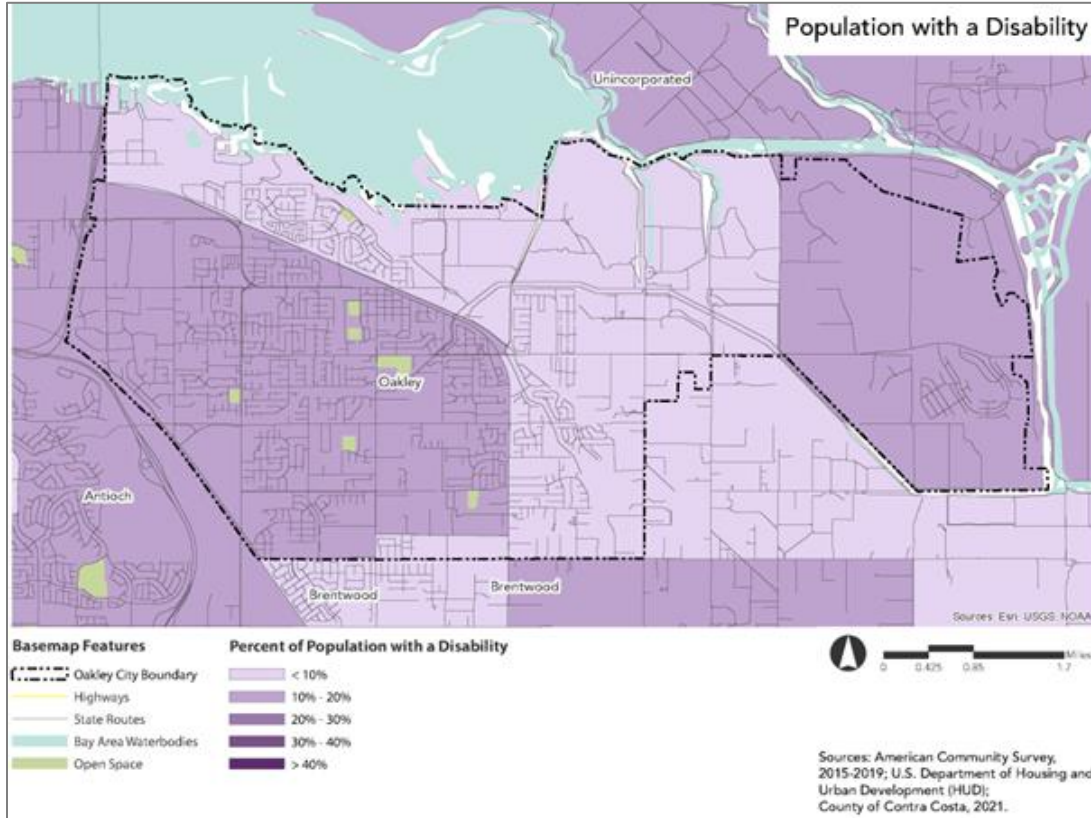 Population with a Disability
Unincorporated
Oakley
Antioch
Brentwood
Brentwood
Sources: Esri, USGS, NOAA
Basemap Features
Oakley City Boundary
Highways
State Routes
Bay Area Waterbodies
Open Space
Percent of Population with a Disability
< 10%
10% - 20%
20% - 30%
30% - 40%
> 40%
0 0.425 0.85 1.7 Miles
Sources: American Community Survey,
2015-2019; U.S. Department of Housing and
Urban Development (HUD);
County of Contra Costa, 2021.